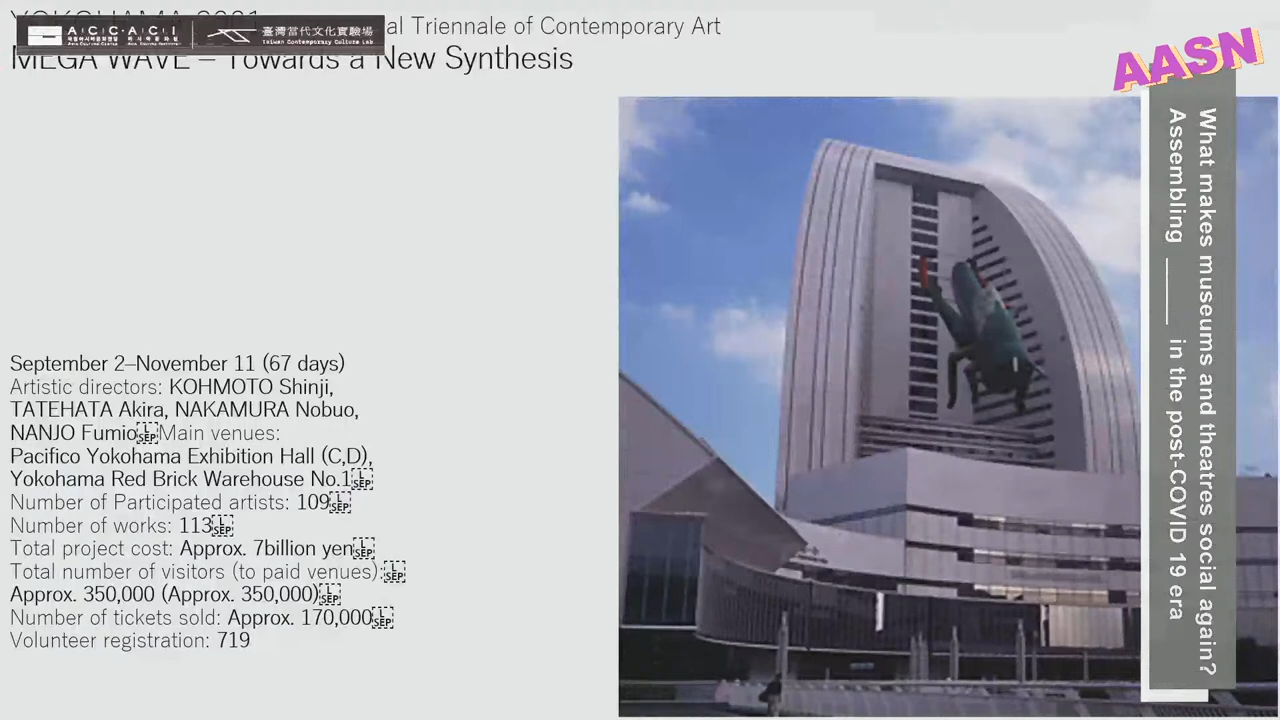 al Triennale of Contemporary Art
MEGA WAVE – Towards a New Synthesis
ACC ACI
臺灣當代文化實驗場
Taiwan Contemporary Culture Lab
AASN
What makes museums and theatres social again?
Assembling ____ in the post-COVID 19 era
September 2–November 11 (67 days)
Artistic directors: KOHMOTO Shinji,
TATEHATA Akira, NAKAMURA Nobuo,
NANJO Fumio Main venues:
Pacifico Yokohama Exhibition Hall (C,D),
Yokohama Red Brick Warehouse No.1
Number of Participated artists: 109
Number of works: 113
Total project cost: Approx. 7billion yen
Total number of visitors (to paid venues):
Approx. 350,000 (Approx. 350,000)
Number of tickets sold: Approx. 170,000
Volunteer registration: 719